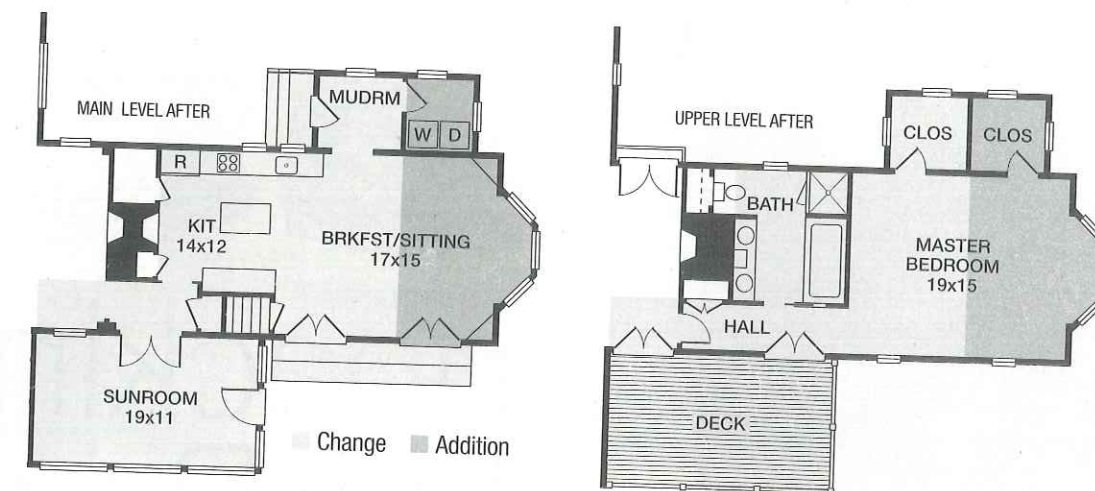 MAIN LEVEL AFTER
MUDRM
W D
R
KIT
14x12
BRKFST/SITTING
17x15
SUNROOM
19x11
Change
Addition
UPPER LEVEL AFTER
CLOS
CLOS
BATH
MASTER
BEDROOM
19x15
HALL
DECK